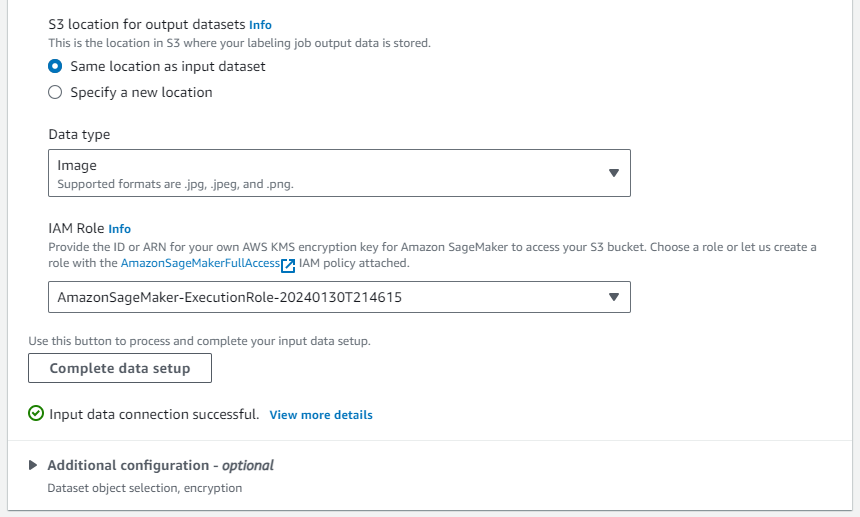 S3 location for output datasets Info
This is the location in S3 where your labeling job output data is stored.
Same location as input dataset
Specify a new location
Data type
Image
Supported formats are .jpg, .jpeg, and .png.
IAM Role Info
Provide the ID or ARN for your own AWS KMS encryption key for Amazon SageMaker to access your S3 bucket. Choose a role or let us create a
role with the AmazonSageMakerFullAccess IAM policy attached.
AmazonSageMaker-ExecutionRole-20240130T214615
Use this button to process and complete your input data setup.
Complete data setup
Input data connection successful. View more details
Additional configuration - optional
Dataset object selection, encryption